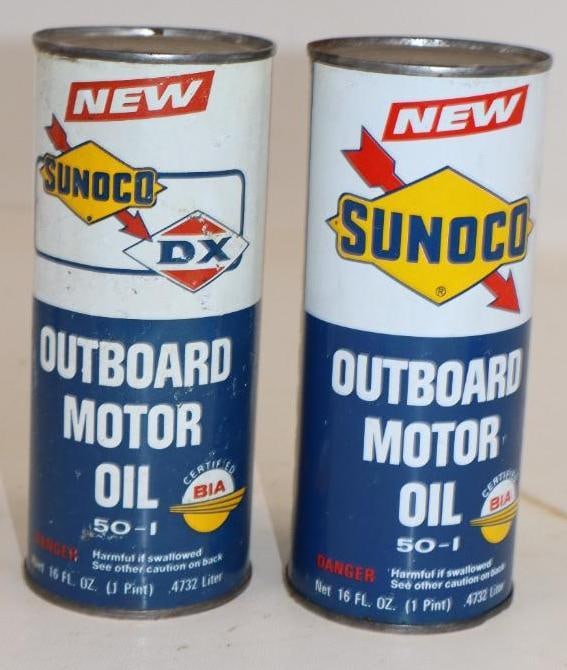 NEW
SUNOCO
DX
OUTBOARD
MOTOR
OIL
CERTIFIED
BIA
50-1
DANGER
Harmful if swallowed
See other caution on back
Net 16 FL. OZ. (1 Pint) .4732 Liter
NEW
SUNOCO
®
OUTBOARD
MOTOR
OIL
CERTIFIED
BIA
50-1
DANGER
Harmful if swallowed
See other caution on back
Net 16 FL. OZ. (1 Pint) .4732 Liter